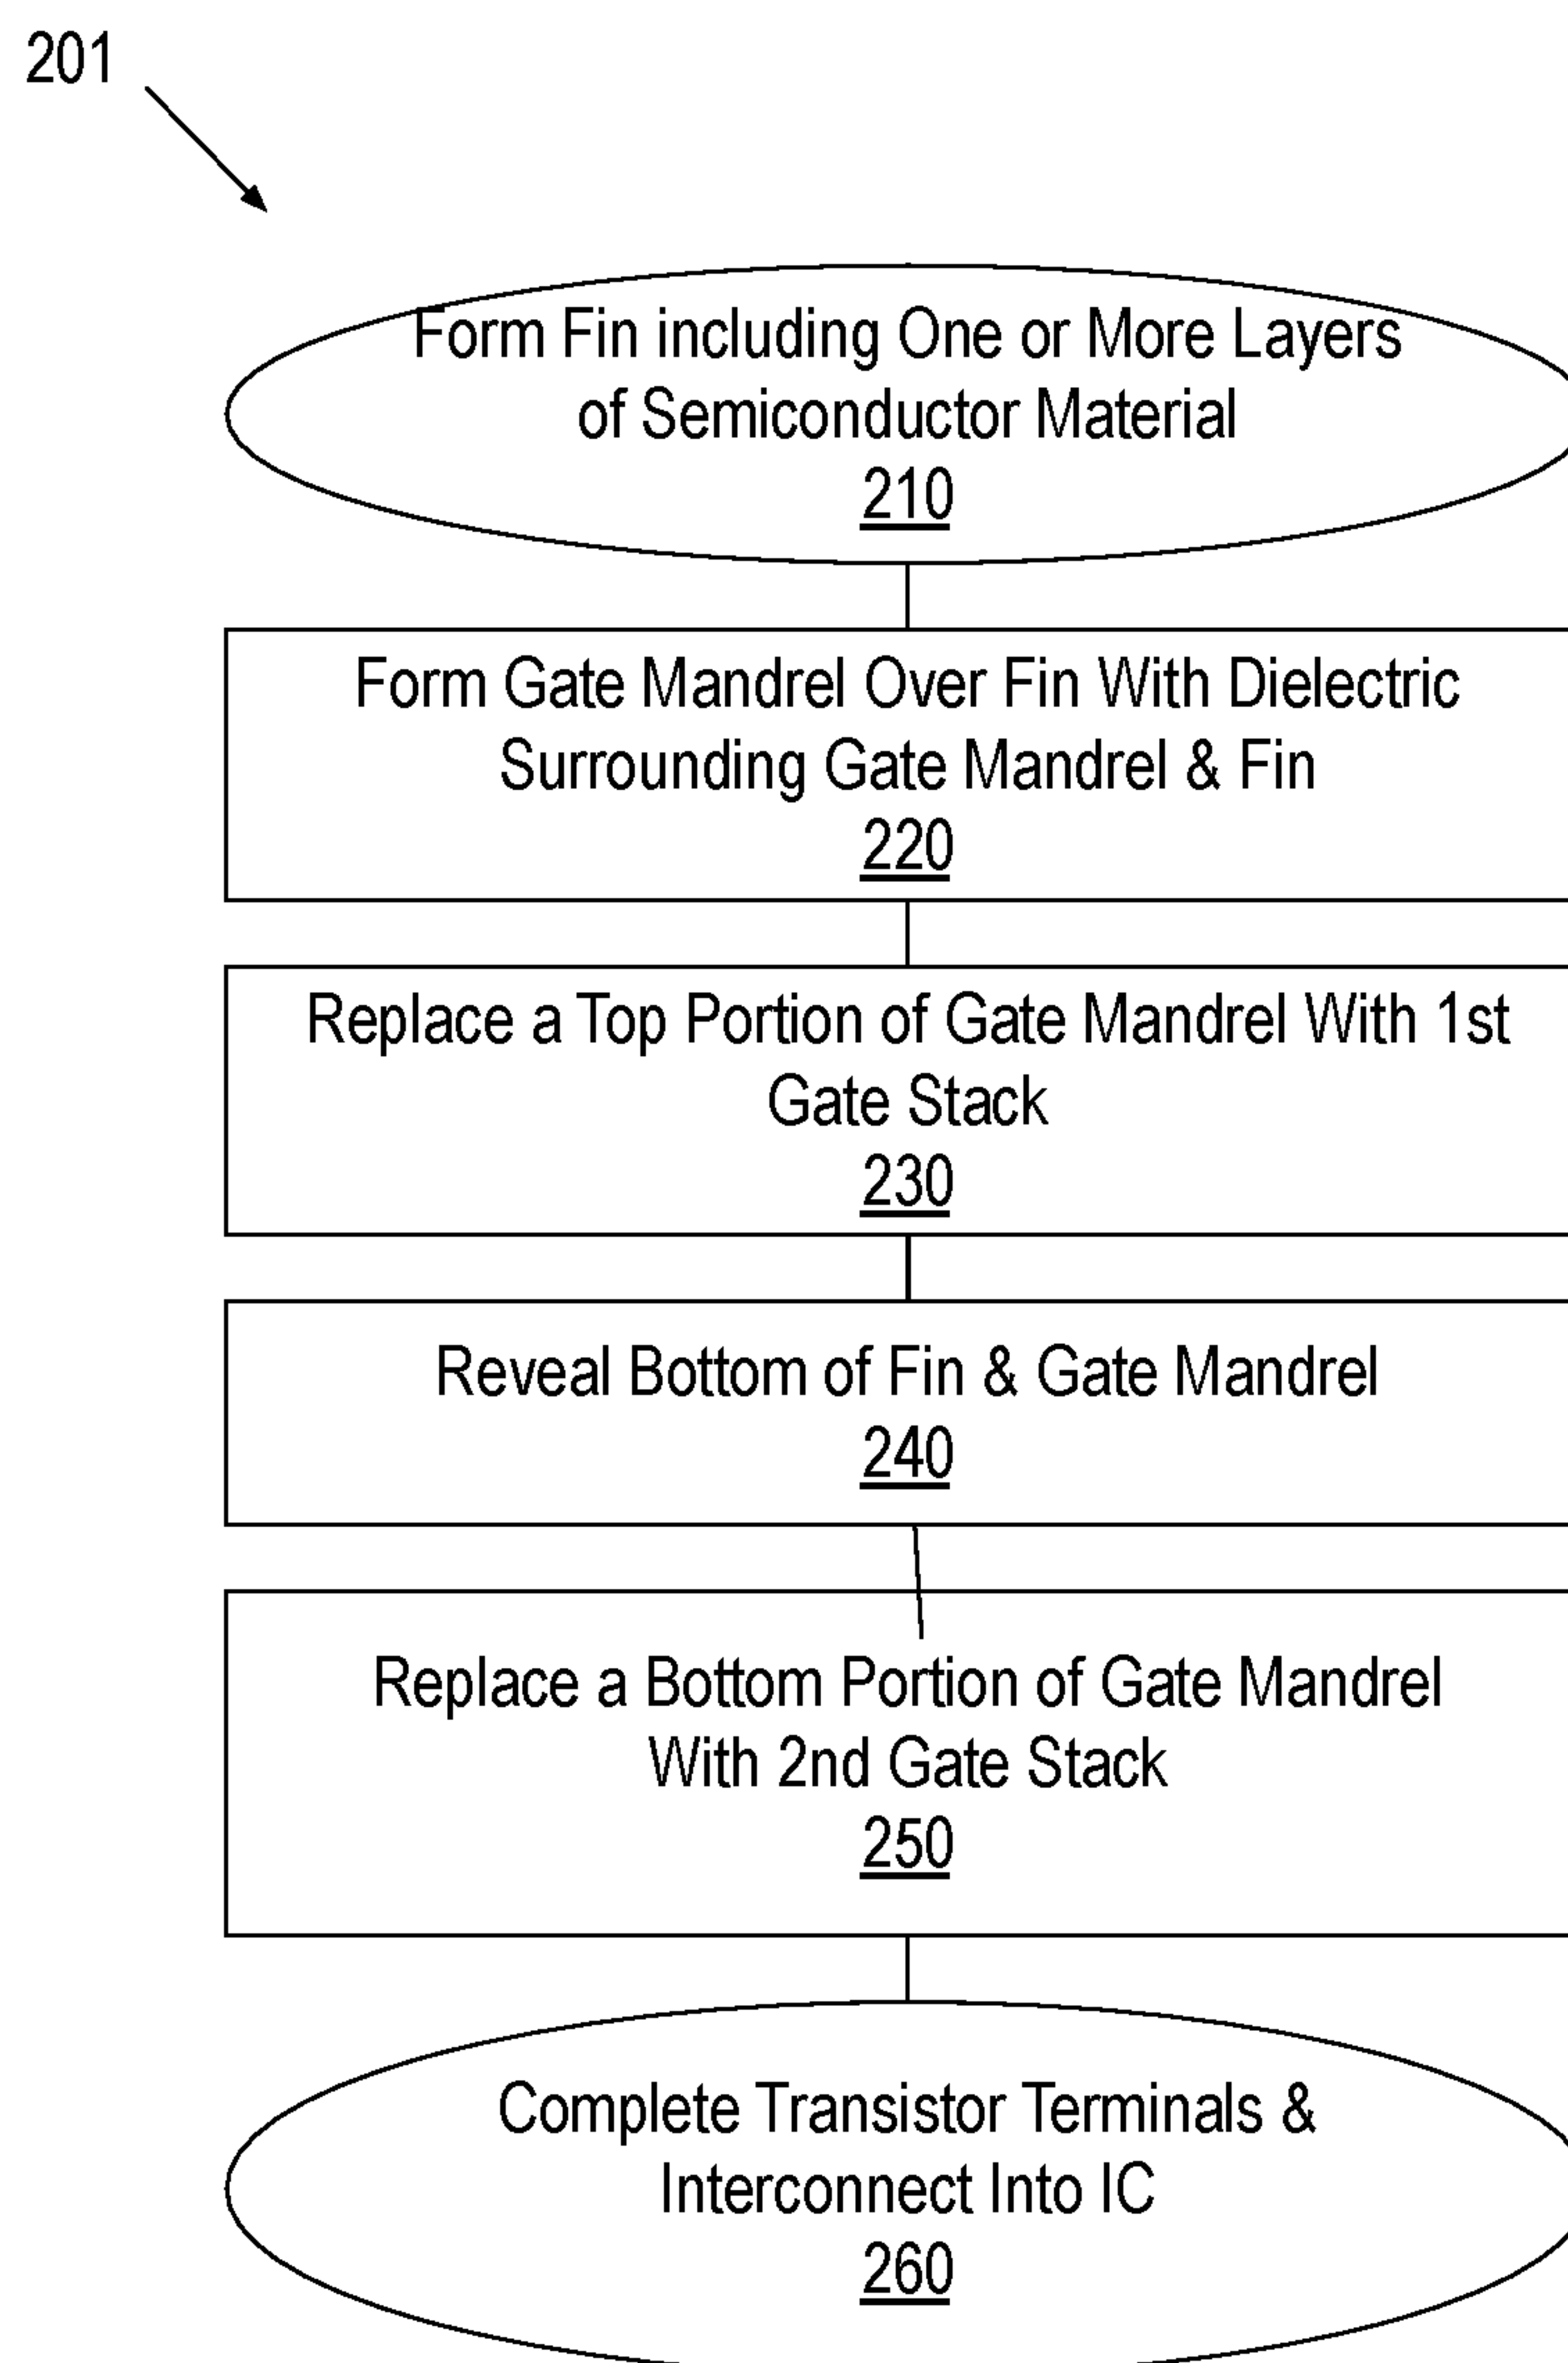 201
Form Fin including One or More Layers
of Semiconductor Material
210
Form Gate Mandrel Over Fin With Dielectric
Surrounding Gate Mandrel & Fin
220
Replace a Top Portion of Gate Mandrel With 1st
Gate Stack
230
Reveal Bottom of Fin & Gate Mandrel
240
Replace a Bottom Portion of Gate Mandrel
With 2nd Gate Stack
250
Complete Transistor Terminals &
Interconnect Into IC
260